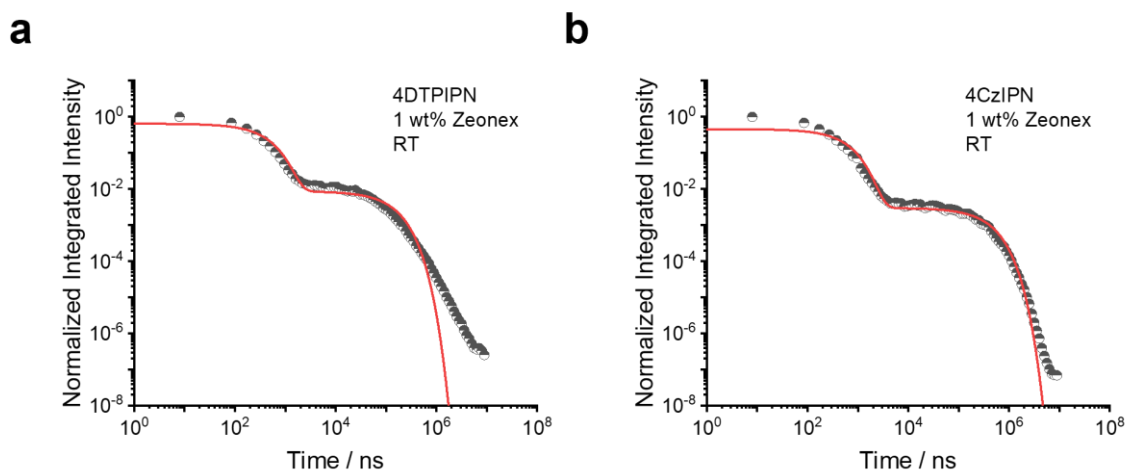 a
4DTPIPN
1 wt% Zeonex
RT
Normalized Integrated Intensity
10^0
10^-2
10^-4
10^-6
10^-8
10^0 10^2 10^4 10^6 10^8
Time / ns
b
4CzIPN
1 wt% Zeonex
RT
Normalized Integrated Intensity
10^0
10^-2
10^-4
10^-6
10^-8
10^0 10^2 10^4 10^6 10^8
Time / ns